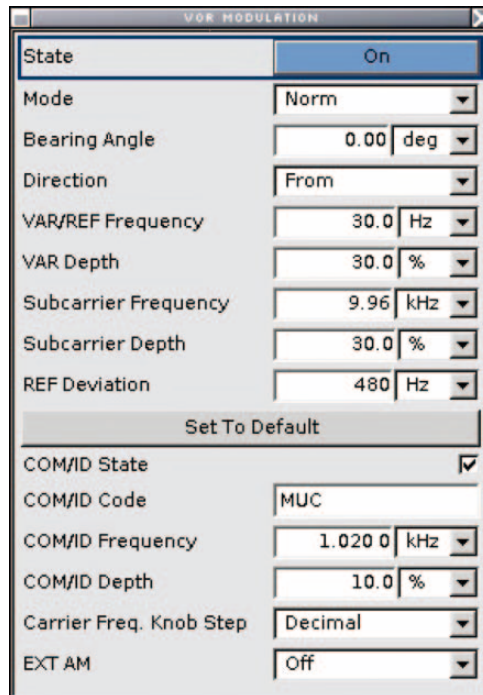 VOR MODULATION
State On
Mode Norm
Bearing Angle 0.00 deg
Direction From
VAR/REF Frequency 30.0 Hz
VAR Depth 30.0 %
Subcarrier Frequency 9.96 kHz
Subcarrier Depth 30.0 %
REF Deviation 480 Hz
Set To Default
COM/ID State
COM/ID Code MUC
COM/ID Frequency 1.020 0 kHz
COM/ID Depth 10.0 %
Carrier Freq. Knob Step Decimal
EXT AM Off